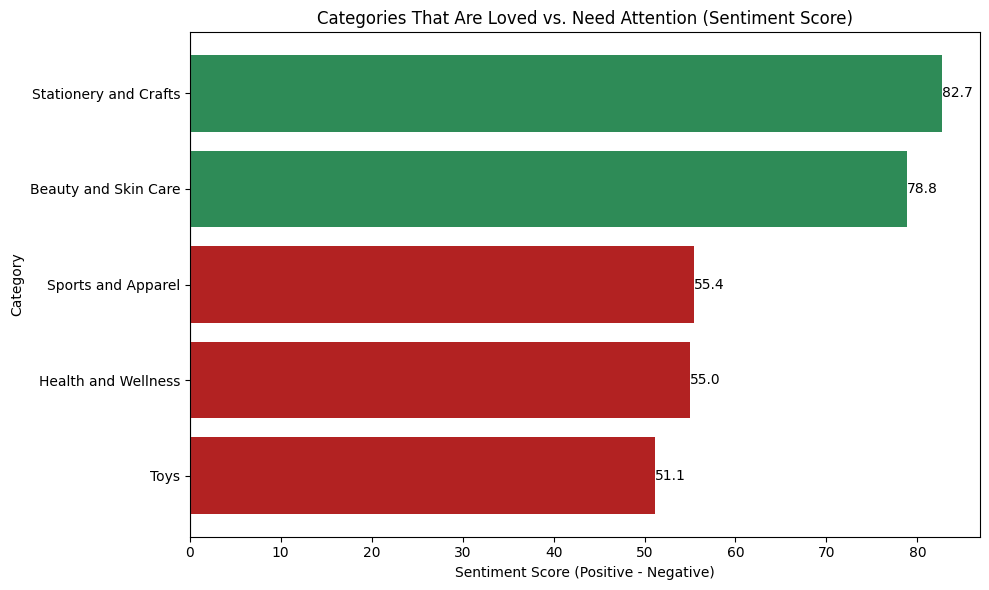 Categories That Are Loved vs. Need Attention (Sentiment Score)
Category
Stationery and Crafts
82.7
Beauty and Skin Care
78.8
Sports and Apparel
55.4
Health and Wellness
55.0
Toys
51.1
0 10 20 30 40 50 60 70 80
Sentiment Score (Positive - Negative)